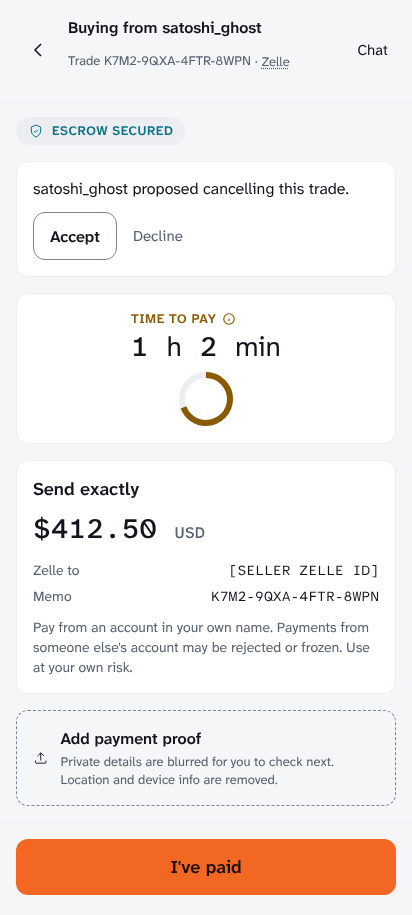 Buying from satoshi_ghost
Trade K7M2-9QXA-4FTR-8WPN · Zelle
Chat
ESCROW SECURED
satoshi_ghost proposed cancelling this trade.
Accept
Decline
TIME TO PAY
1 h 2 min
Send exactly
$412.50 USD
Zelle to [SELLER ZELLE ID]
Memo K7M2-9QXA-4FTR-8WPN
Pay from an account in your own name. Payments from
someone else's account may be rejected or frozen. Use
at your own risk.
Add payment proof
Private details are blurred for you to check next.
Location and device info are removed.
I've paid